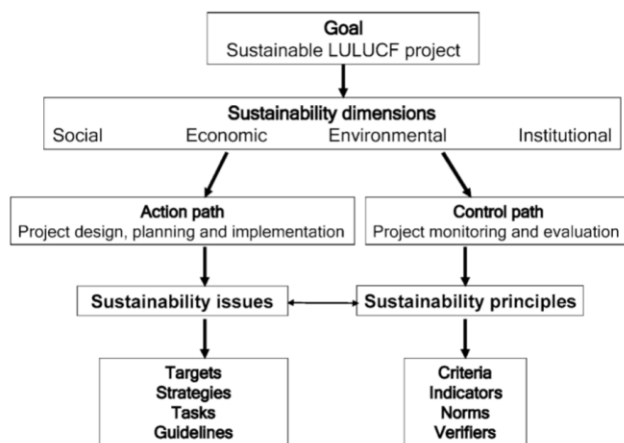 Goal
Sustainable LULUCF project
Sustainability dimensions
Social Economic Environmental Institutional
Action path
Project design, planning and implementation
Control path
Project monitoring and evaluation
Sustainability issues
Sustainability principles
Targets
Strategies
Tasks
Guidelines
Criteria
Indicators
Norms
Verifiers